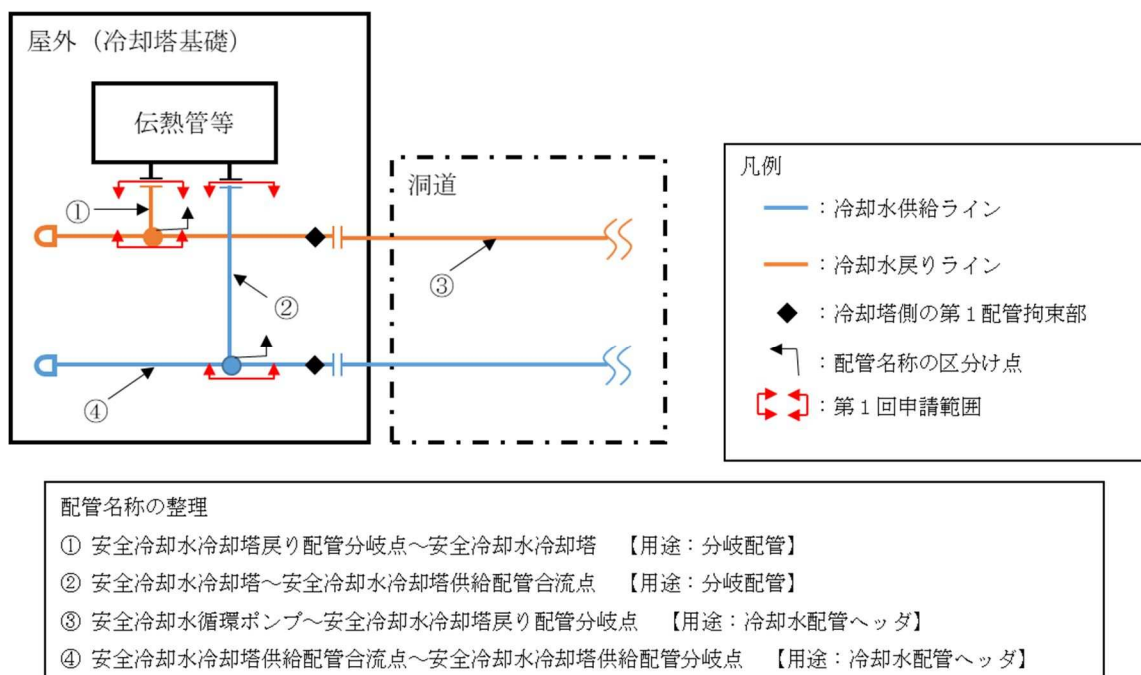 屋外（冷却塔基礎）
伝熱管等
洞道
①
②
③
④
凡例
：冷却水供給ライン
：冷却水戻りライン
：冷却塔側の第１配管拘束部
：配管名称の区分け点
：第１回申請範囲
配管名称の整理
① 安全冷却水冷却塔戻り配管分岐点～安全冷却水冷却塔　【用途：分岐配管】
② 安全冷却水冷却塔～安全冷却水冷却塔供給配管合流点　【用途：分岐配管】
③ 安全冷却水循環ポンプ～安全冷却水冷却塔戻り配管分岐点　【用途：冷却水配管ヘッダ】
④ 安全冷却水冷却塔供給配管合流点～安全冷却水冷却塔供給配管分岐点　【用途：冷却水配管ヘッダ】